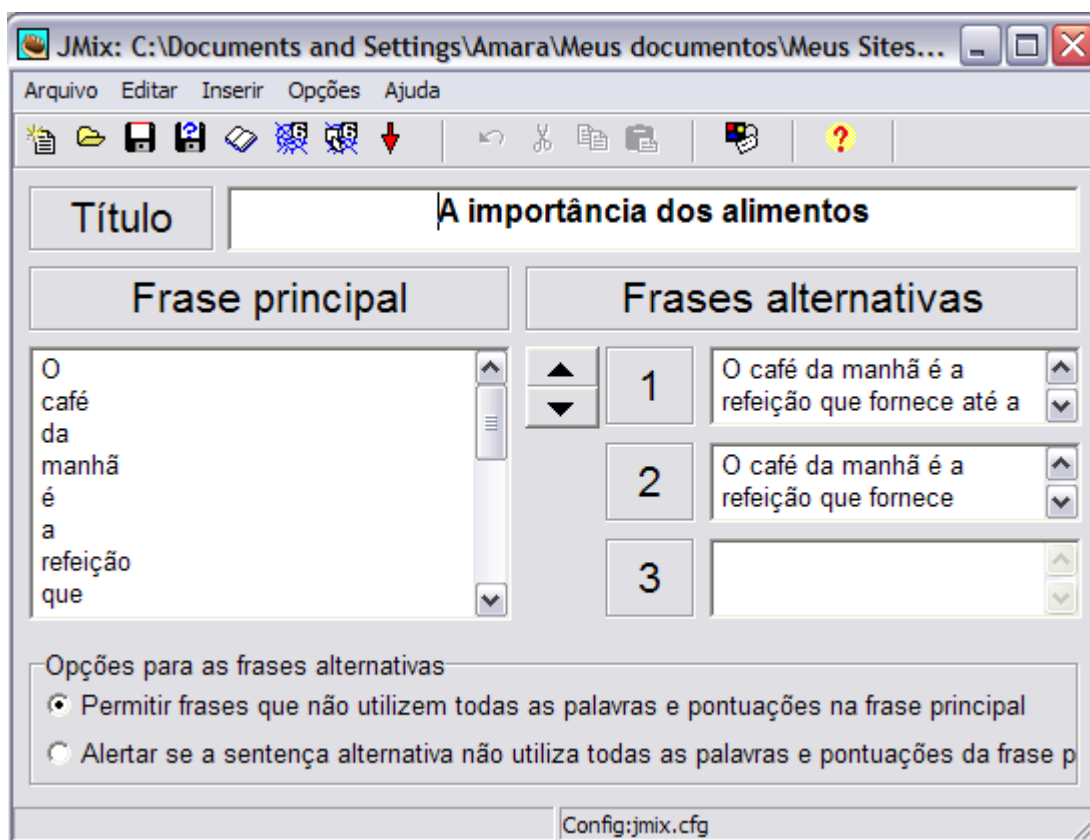 JMix: C:\Documents and Settings\Amara\Meus documentos\Meus Sites...
Arquivo Editar Inserir Opções Ajuda
Título
A importância dos alimentos
Frase principal
Frases alternativas
O
café
da
manhã
é
a
refeição
que
1
O café da manhã é a
refeição que fornece até a
2
O café da manhã é a
refeição que fornece
3
Opções para as frases alternativas
Permitir frases que não utilizem todas as palavras e pontuações na frase principal
Alertar se a sentença alternativa não utiliza todas as palavras e pontuações da frase p
Config:jmix.cfg